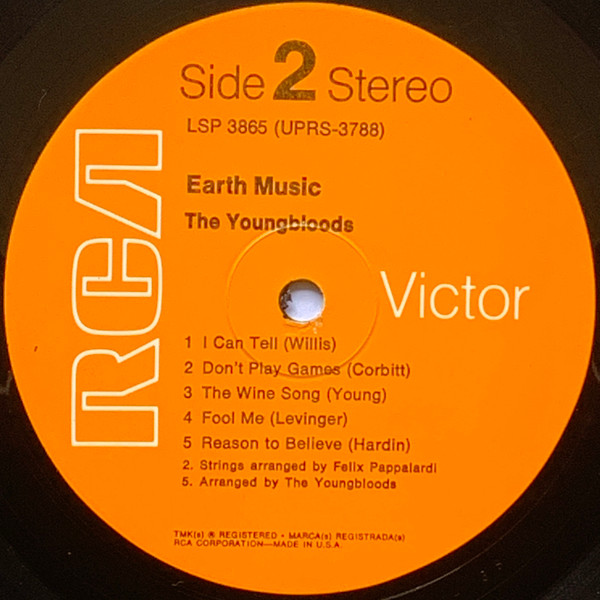 Side 2 Stereo
LSP 3865 (UPRS-3788)
RCA
Earth Music
The Youngbloods
Victor
1 I Can Tell (Willis)
2 Don't Play Games (Corbitt)
3 The Wine Song (Young)
4 Fool Me (Levinger)
5 Reason to Believe (Hardin)
2. Strings arranged by Felix Pappalardi
5. Arranged by The Youngbloods
TMK(s) ® REGISTERED • MARCA(s) REGISTRADA(s)
RCA CORPORATION—MADE IN U.S.A.